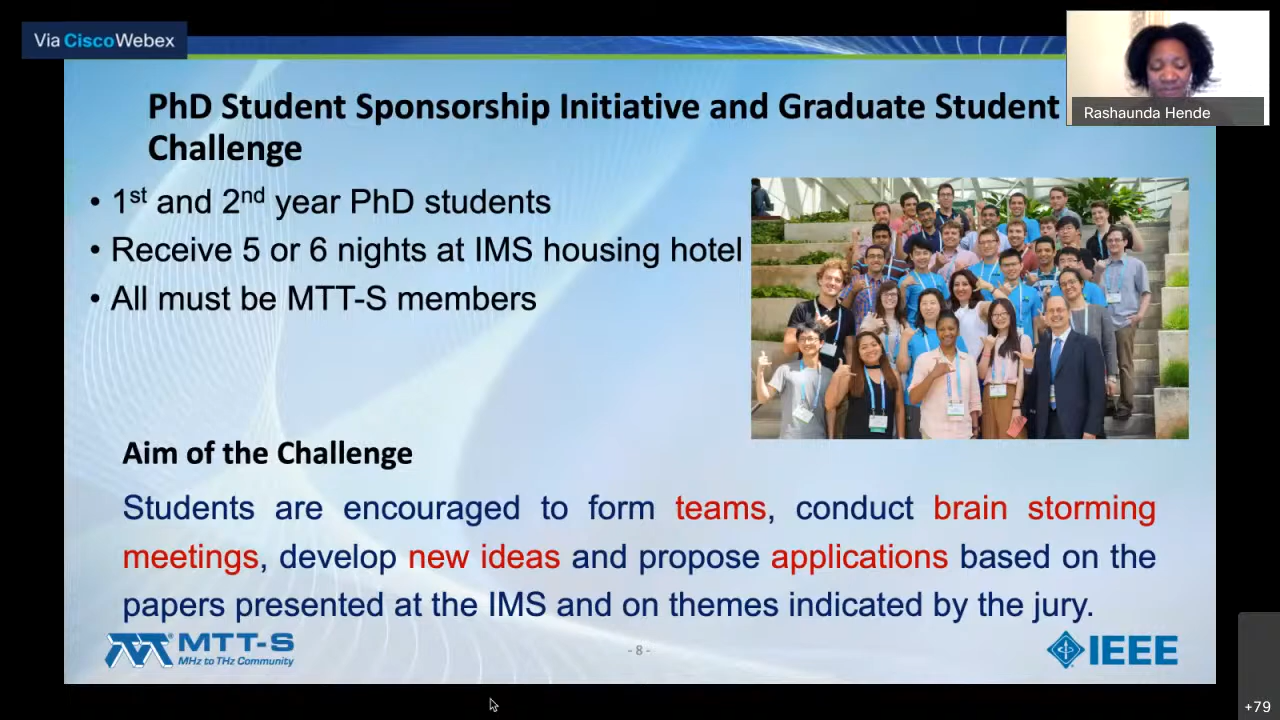 Via Cisco Webex
Rashaunda Hende
PhD Student Sponsorship Initiative and Graduate Student
Challenge
• 1st and 2nd year PhD students
• Receive 5 or 6 nights at IMS housing hotel
• All must be MTT-S members
Aim of the Challenge
Students are encouraged to form teams, conduct brain storming
meetings, develop new ideas and propose applications based on the
papers presented at the IMS and on themes indicated by the jury.
MTT-S
MHz to THz Community
- 8 -
IEEE
+79